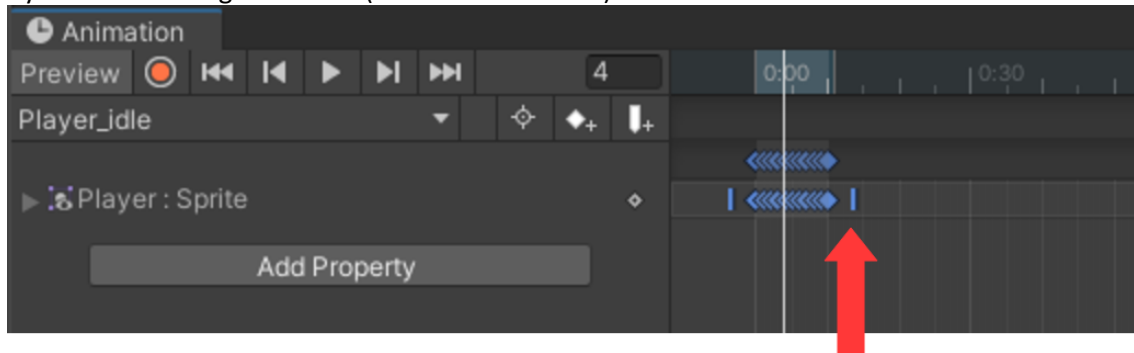 Animation
Preview 4 0:00 0:30
Player_idle
Player : Sprite
Add Property